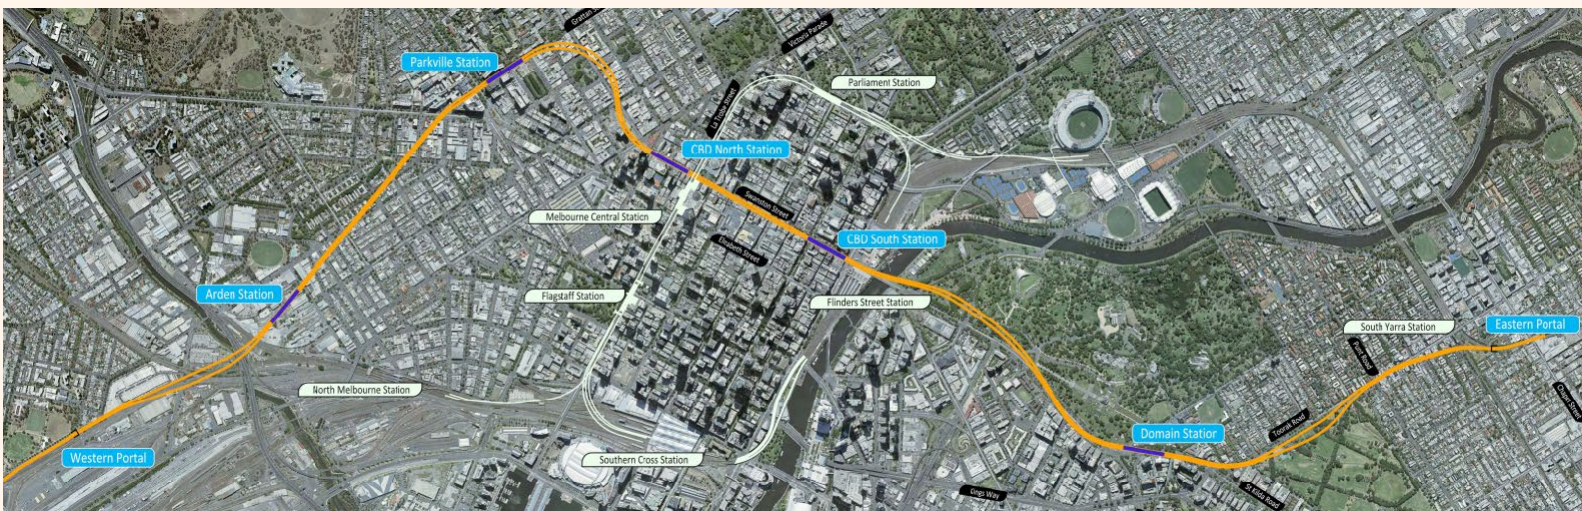 Grattan
Victoria Parade
Parkville Station
Parliament Station
La Trobe Street
CBD North Station
Swanston Street
Melbourne Central Station
Elizabeth Street
CBD South Station
Arden Station
Flagstaff Station
Flinders Street Station
South Yarra Station
Eastern Portal
Punt Road
North Melbourne Station
Chapel Street
Toorak Road
Domain Station
Western Portal
Southern Cross Station
Kings Way
St Kilda Road